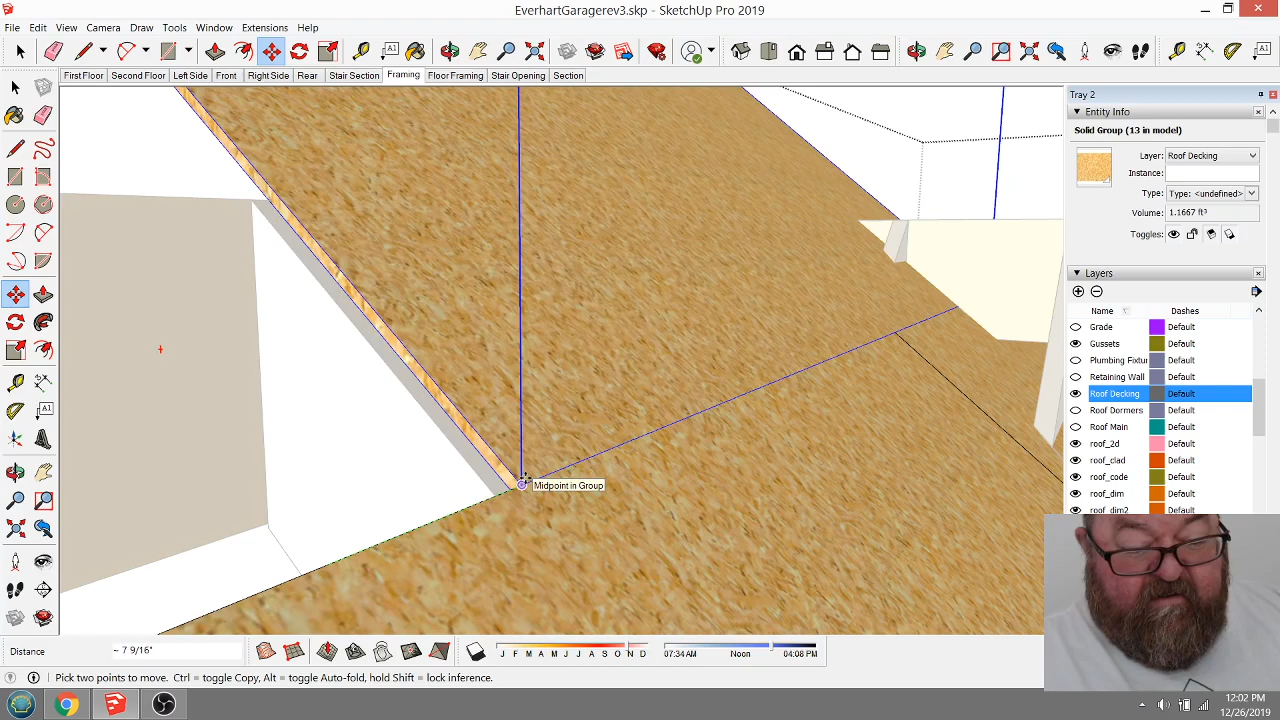 EverhartGaragerev3.skp - SketchUp Pro 2019
File Edit View Camera Draw Tools Window Extensions Help
First Floor Second Floor Left Side Front Right Side Rear Stair Section Framing Floor Framing Stair Opening Section
Tray 2
Entity Info
Solid Group (13 in model)
Layer: Roof Decking
Instance:
Type: Type: <undefined>
Volume: 1.1667 ft³
Toggles:
Layers
Name Dashes
Grade Default
Gussets Default
Plumbing Fixtur Default
Retaining Wall Default
Roof Decking Default
Roof Dormers Default
Roof Main Default
roof_2d Default
roof_clad Default
roof_code Default
roof_dim Default
roof_dim2 Default
Midpoint in Group
Distance ~ 7 9/16"
J F M A M J J A S O N D
07:34 AM Noon 04:08 PM
Pick two points to move. Ctrl = toggle Copy, Alt = toggle Auto-fold, hold Shift = lock inference.
12:02 PM
12/26/2019